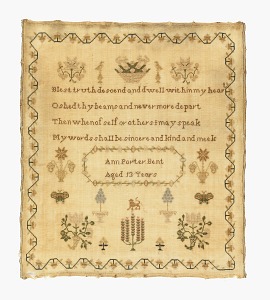 Blest truth descend and dwell within my heart
O shed thy beams and never more depart
Then when of self or others I may speak
My words shall be sincere and kind and meek
Ann Porter Bent
Aged 13 Years